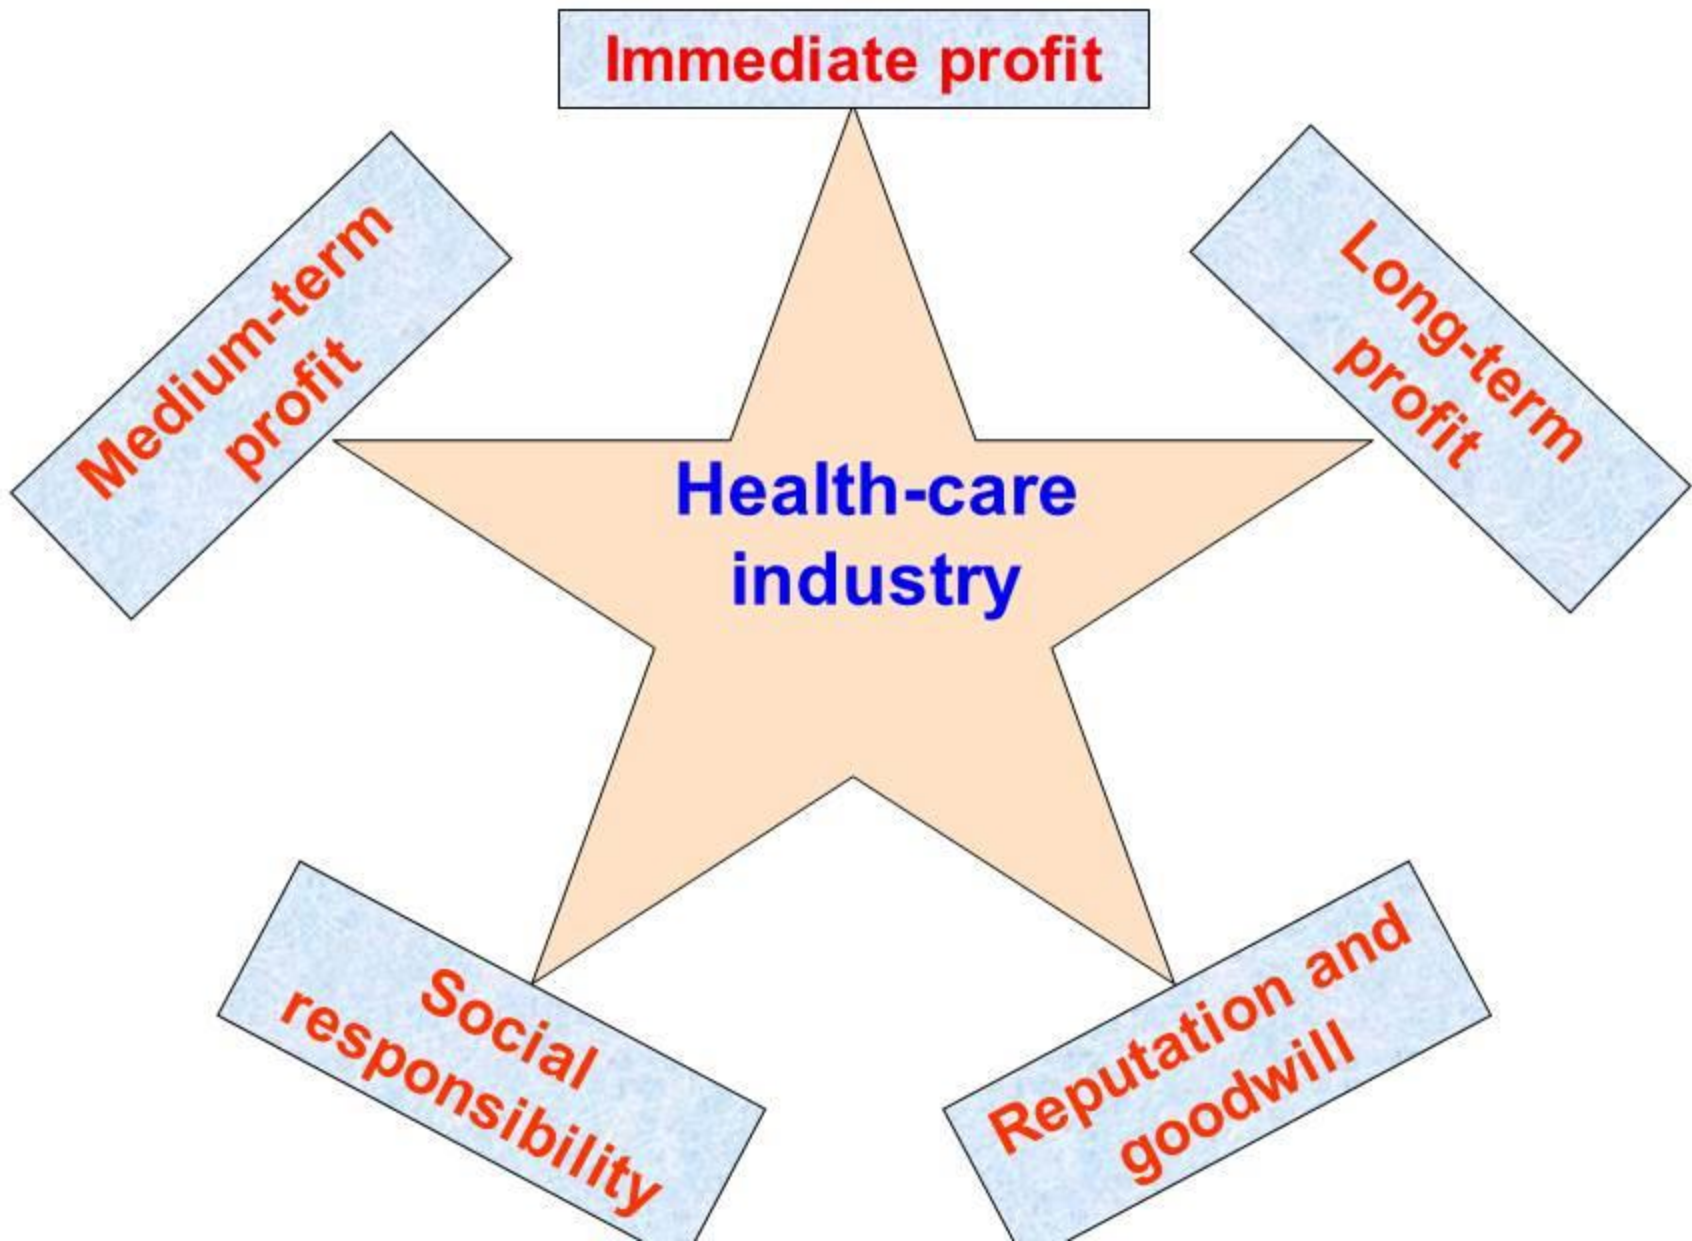 Immediate profit
Medium-term
profit
Long-term
profit
Health-care
industry
Social
responsibility
Reputation and
goodwill